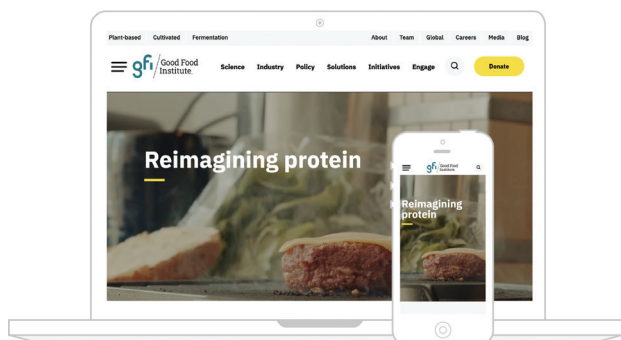 Plant-based Cultivated Fermentation About Team Global Careers Media Blog
gfi Good Food
Institute.
Science Industry Policy Solutions Initiatives Engage Donate
Reimagining protein
gfi Good Food
Institute.
Reimagining
protein